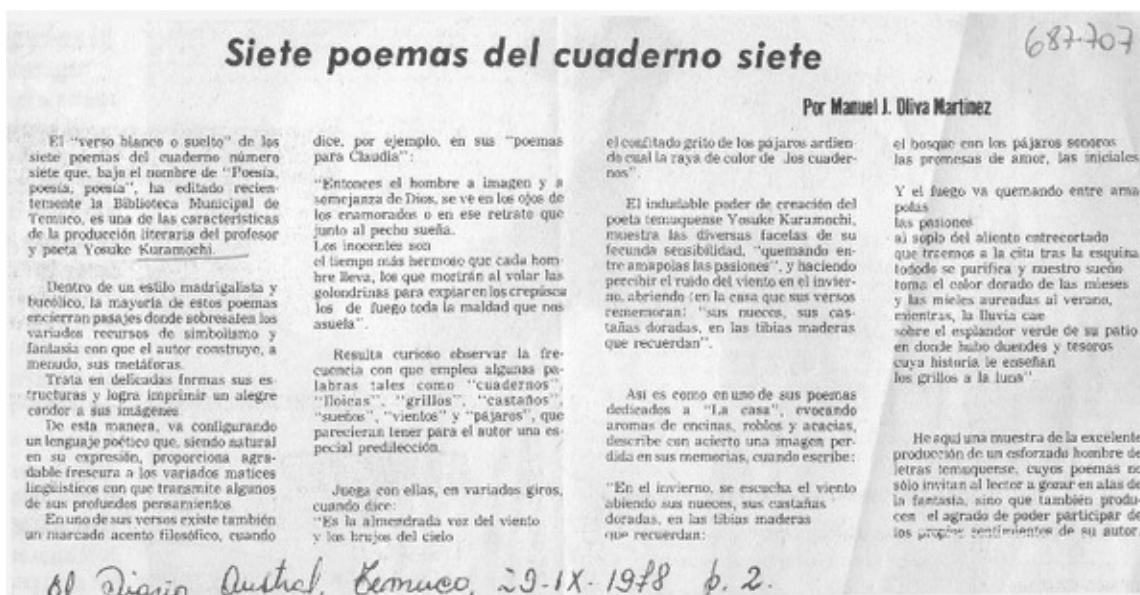 687-707
Siete poemas del cuaderno siete
Por Manuel J. Oliva Martínez
El "verso blanco o suelto" de los
siete poemas del cuaderno número
siete que, bajo el nombre de "Poesía,
poesía, poesía", ha editado recien-
temente la Biblioteca Municipal de
Temuco, es una de las características
de la producción literaria del profesor
y poeta Yosuke Kuramochi.
Dentro de un estilo madrigalista y
bucólico, la mayoría de estos poemas
encierran pasajes donde sobresalen los
variados recursos de simbolismo y
fantasía con que el autor construye, a
menudo, sus metáforas.
Trata en delicadas formas sus es-
tructuras y logra imprimir un alegre
candor a sus imágenes
De esta manera, va configurando
un lenguaje poético que, siendo natural
en su expresión, proporciona agra-
dable frescura a los variados matices
lingüísticos con que transmite algunos
de sus profundos pensamientos
En uno de sus versos existe también
un marcado acento filosófico, cuando
dice, por ejemplo, en sus "poemas
para Claudia":
"Entonces el hombre a imagen y a
semejanza de Dios, se ve en los ojos de
los enamorados o en ese retrato que
junto al pecho sueña.
Los inocentes son
el tiempo más hermoso que cada hom-
bre lleva, los que morirán al volar las
golondrinas para expiar en los crepúscu
los de fuego toda la maldad que nos
asuela".
Resulta curioso observar la fre-
cuencia con que emplea algunas pa-
labras tales como "cuadernos",
"lloicas", "grillos", "castaños",
"sueños", "vientos" y "pájaros", que
parecieran tener para el autor una es-
pecial predilección.
Juega con ellas, en variados giros,
cuando dice:
"Es la almendrada voz del viento
y los brujos del cielo
el confitado grito de los pájaros ardien-
do cual la raya de color de los cuader-
nos".
El indudable poder de creación del
poeta temuquense Yosuke Kuramochi,
muestra las diversas facetas de su
fecunda sensibilidad, "quemando en-
tre amapolas las pasiones", y haciendo
percibir el ruido del viento en el invier-
no, abriendo (en la casa que sus versos
rememoran: "sus nueces, sus cas-
tañas doradas, en las tibias maderas
que recuerdan".
Así es como en uno de sus poemas
dedicados a "La casa", evocando
aromas de encinas, robles y acacias,
describe con acierto una imagen per-
dida en sus memorias, cuando escribe:
"En el invierno, se escucha el viento
abiendo sus nueces, sus castañas
doradas, en las tibias maderas
que recuerdan:
el bosque con los pájaros sonoros
las promesas de amor, las iniciales.
Y el fuego va quemando entre ama
polas
las pasiones
al soplo del aliento entrecortado
que traemos a la cita tras la esquina
tododo se purifica y nuestro sueño
toma el color dorado de las mieses
y las mieles aureadas al verano,
mientras, la lluvia cae
sobre el esplandor verde de su patio
en donde hubo duendes y tesoros
cuya historia le enseñan
los grillos a la luna".
He aquí una muestra de la excelente
producción de un esforzado hombre de
letras temuquense, cuyos poemas no
sólo invitan al lector a gozar en alas de
la fantasía, sino que también produ-
cen el agrado de poder participar de
los propios sentimientos de su autor.
El Diario Austral, Temuco, 29-IX-1978 p. 2.